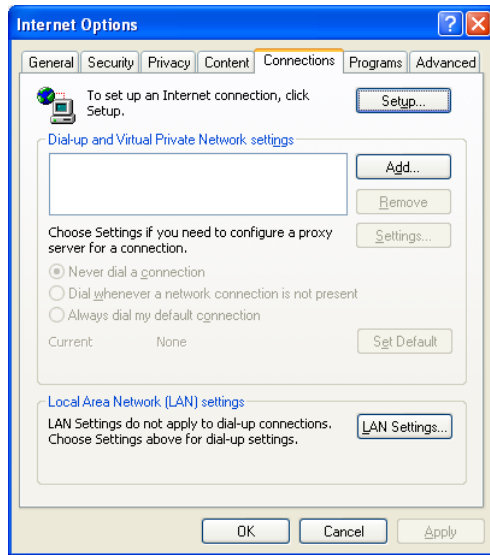 Internet Options
General Security Privacy Content Connections Programs Advanced
To set up an Internet connection, click
Setup.
Setup...
Dial-up and Virtual Private Network settings
Add...
Remove
Choose Settings if you need to configure a proxy
server for a connection.
Settings...
Never dial a connection
Dial whenever a network connection is not present
Always dial my default connection
Current None
Set Default
Local Area Network (LAN) settings
LAN Settings do not apply to dial-up connections.
Choose Settings above for dial-up settings.
LAN Settings...
OK Cancel Apply